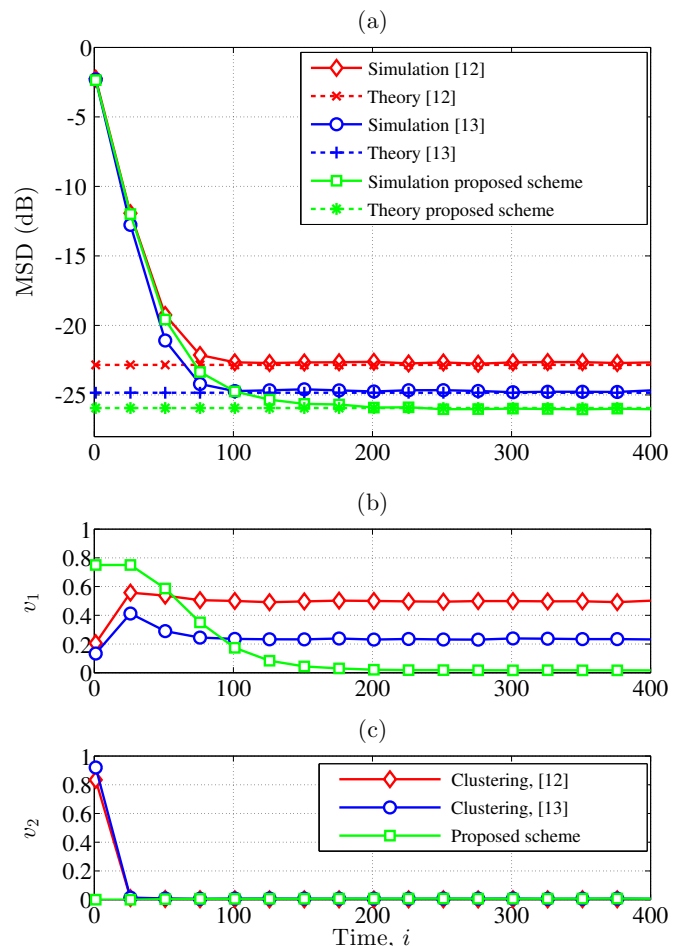 (a)
0
-5
-10
-15
-20
-25
MSD (dB)
Simulation [12]
Theory [12]
Simulation [13]
Theory [13]
Simulation proposed scheme
Theory proposed scheme
0 100 200 300 400
(b)
1
0.8
0.6
0.4
0.2
0
v₁
0 100 200 300 400
(c)
1
0.8
0.6
0.4
0.2
0
v₂
Clustering, [12]
Clustering, [13]
Proposed scheme
0 100 200 300 400
Time, i